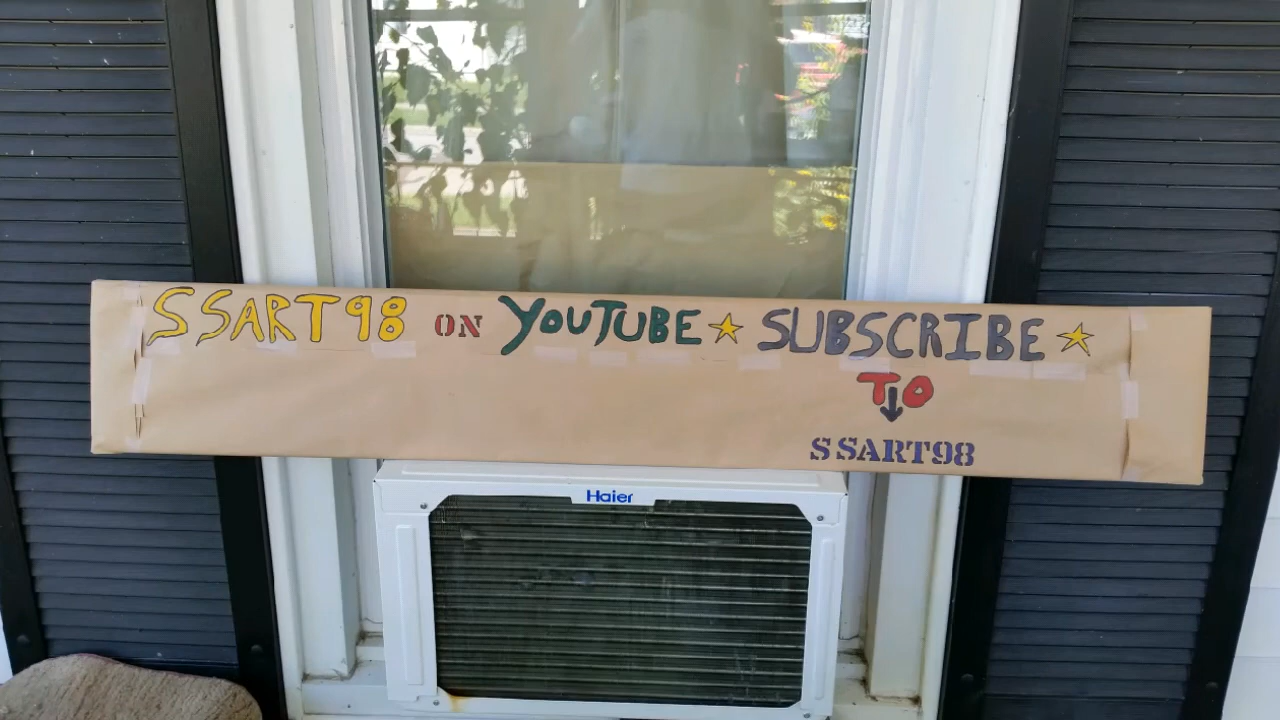 SSART98 ON YOUTUBE ★ SUBSCRIBE ★
TO
↓
SSART98
Haier